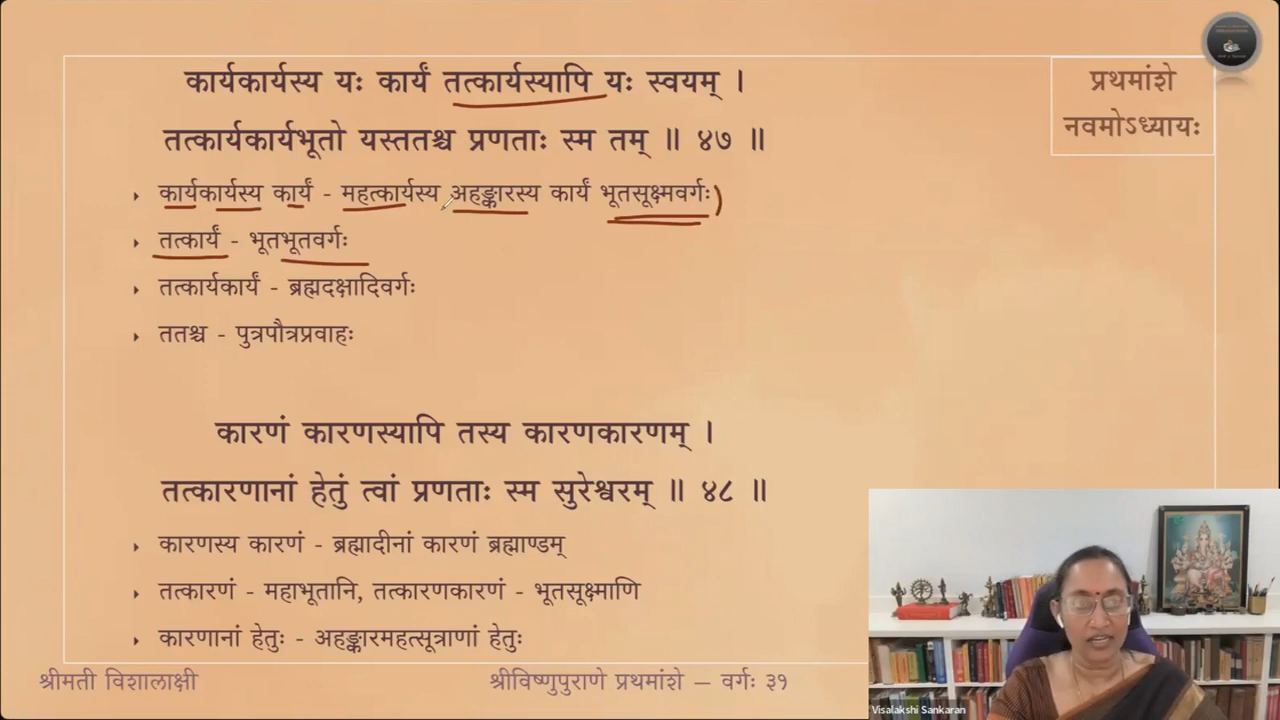 कार्यकार्यस्य यः कार्यं तत्कार्यस्यापि यः स्वयम् ।
तत्कार्यकार्यभूतो यस्ततश्च प्रणताः स्म तम् ॥ ४७ ॥
प्रथमांशे
नवमोऽध्यायः
कार्यकार्यस्य कार्यं - महत्कार्यस्य अहङ्कारस्य कार्यं भूतसूक्ष्मवर्गः
तत्कार्यं - भूतभूतवर्गः
तत्कार्यकार्यं - ब्रह्मदक्षादिवर्गः
ततश्च - पुत्रपौत्रप्रवाहः
कारणं कारणस्यापि तस्य कारणकारणम् ।
तत्कारणानां हेतुं त्वां प्रणताः स्म सुरेश्वरम् ॥ ४८ ॥
कारणस्य कारणं - ब्रह्मादीनां कारणं ब्रह्माण्डम्
तत्कारणं - महाभूतानि, तत्कारणकारणं - भूतसूक्ष्माणि
कारणानां हेतुः - अहङ्कारमहत्सूत्राणां हेतुः
श्रीमती विशालाक्षी
श्रीविष्णुपुराणे प्रथमांशे – वर्गः ३१
Visalakshi Sankaran